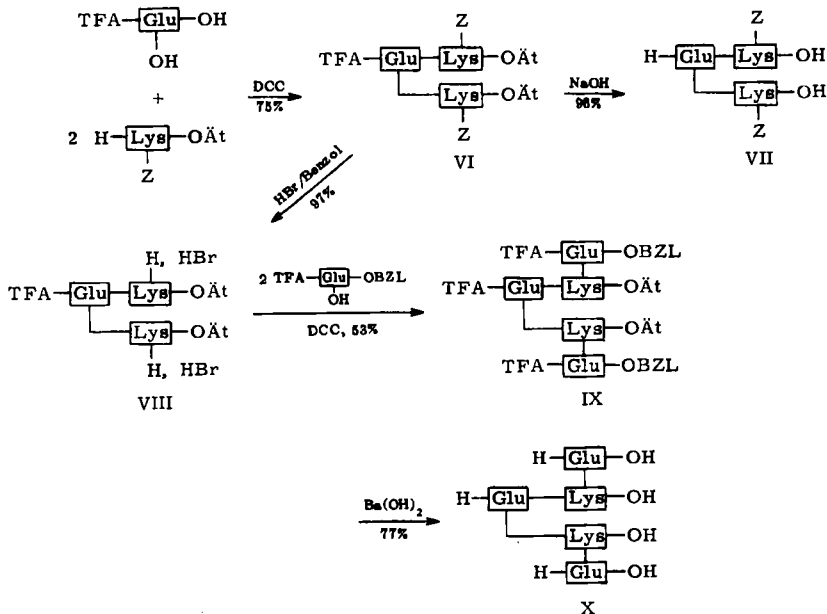 TFA—Glu—OH
OH
+
2 H—Lys—OÄt
Z
DCC
75%
Z
TFA—Glu—Lys—OÄt
Lys—OÄt
Z
VI
NaOH
96%
Z
H—Glu—Lys—OH
Lys—OH
Z
VII
HBr/Benzol
97%
H, HBr
TFA—Glu—Lys—OÄt
Lys—OÄt
H, HBr
VIII
2 TFA—Glu—OBZL
OH
DCC, 53%
TFA—Glu—OBZL
TFA—Glu—Lys—OÄt
Lys—OÄt
TFA—Glu—OBZL
IX
Ba(OH)2
77%
H—Glu—OH
H—Glu—Lys—OH
Lys—OH
H—Glu—OH
X